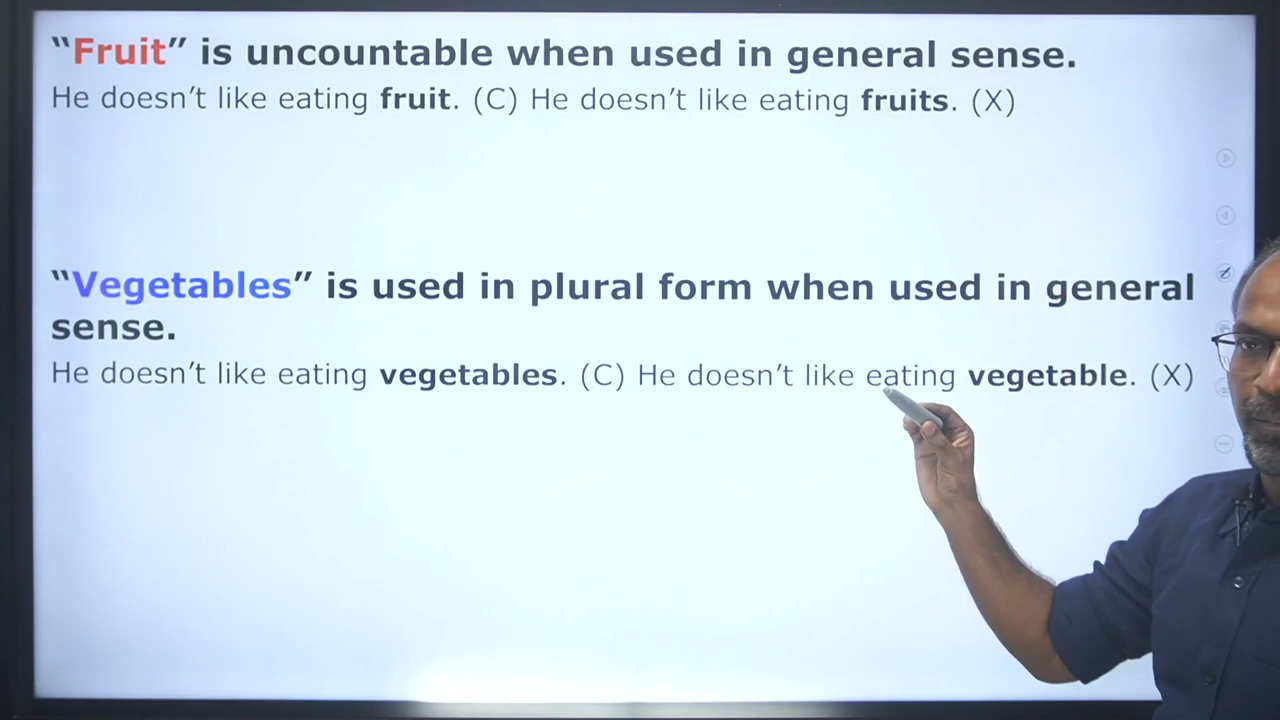 “Fruit” is uncountable when used in general sense.
He doesn’t like eating fruit. (C) He doesn’t like eating fruits. (X)
“Vegetables” is used in plural form when used in general
sense.
He doesn’t like eating vegetables. (C) He doesn’t like eating vegetable. (X)